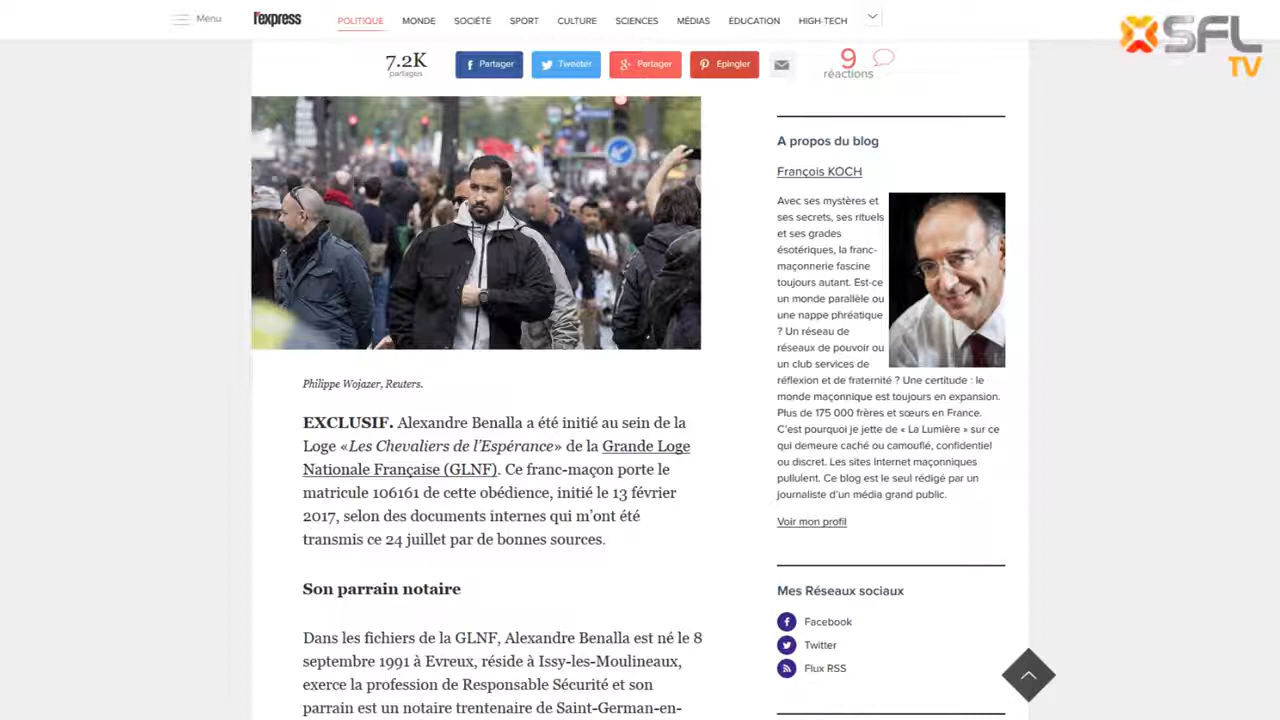 Menu
l'express
POLITIQUE MONDE SOCIÉTÉ SPORT CULTURE SCIENCES MÉDIAS ÉDUCATION HIGH-TECH
SFL
TV
7.2K
partages
Partager
Tweeter
Partager
Epingler
9
réactions
Philippe Wojazer, Reuters.
EXCLUSIF. Alexandre Benalla a été initié au sein de la
Loge «Les Chevaliers de l'Espérance» de la Grande Loge
Nationale Française (GLNF). Ce franc-maçon porte le
matricule 106161 de cette obédience, initié le 13 février
2017, selon des documents internes qui m'ont été
transmis ce 24 juillet par de bonnes sources.
Son parrain notaire
Dans les fichiers de la GLNF, Alexandre Benalla est né le 8
septembre 1991 à Evreux, réside à Issy-les-Moulineaux,
exerce la profession de Responsable Sécurité et son
parrain est un notaire trentenaire de Saint-German-en-
A propos du blog
François KOCH
Avec ses mystères et
ses secrets, ses rituels
et ses grades
ésotériques, la franc-
maçonnerie fascine
toujours autant. Est-ce
un monde parallèle ou
une nappe phréatique
? Un réseau de
réseaux de pouvoir ou
un club services de
réflexion et de fraternité ? Une certitude : le
monde maçonnique est toujours en expansion.
Plus de 175 000 frères et sœurs en France.
C'est pourquoi je jette de « La Lumière » sur ce
qui demeure caché ou camouflé, confidentiel
ou discret. Les sites Internet maçonniques
pullulent. Ce blog est le seul rédigé par un
journaliste d'un média grand public.
Voir mon profil
Mes Réseaux sociaux
Facebook
Twitter
Flux RSS